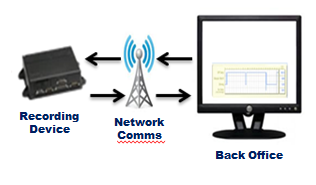 Recording
Device
Network
Comms
Back Office